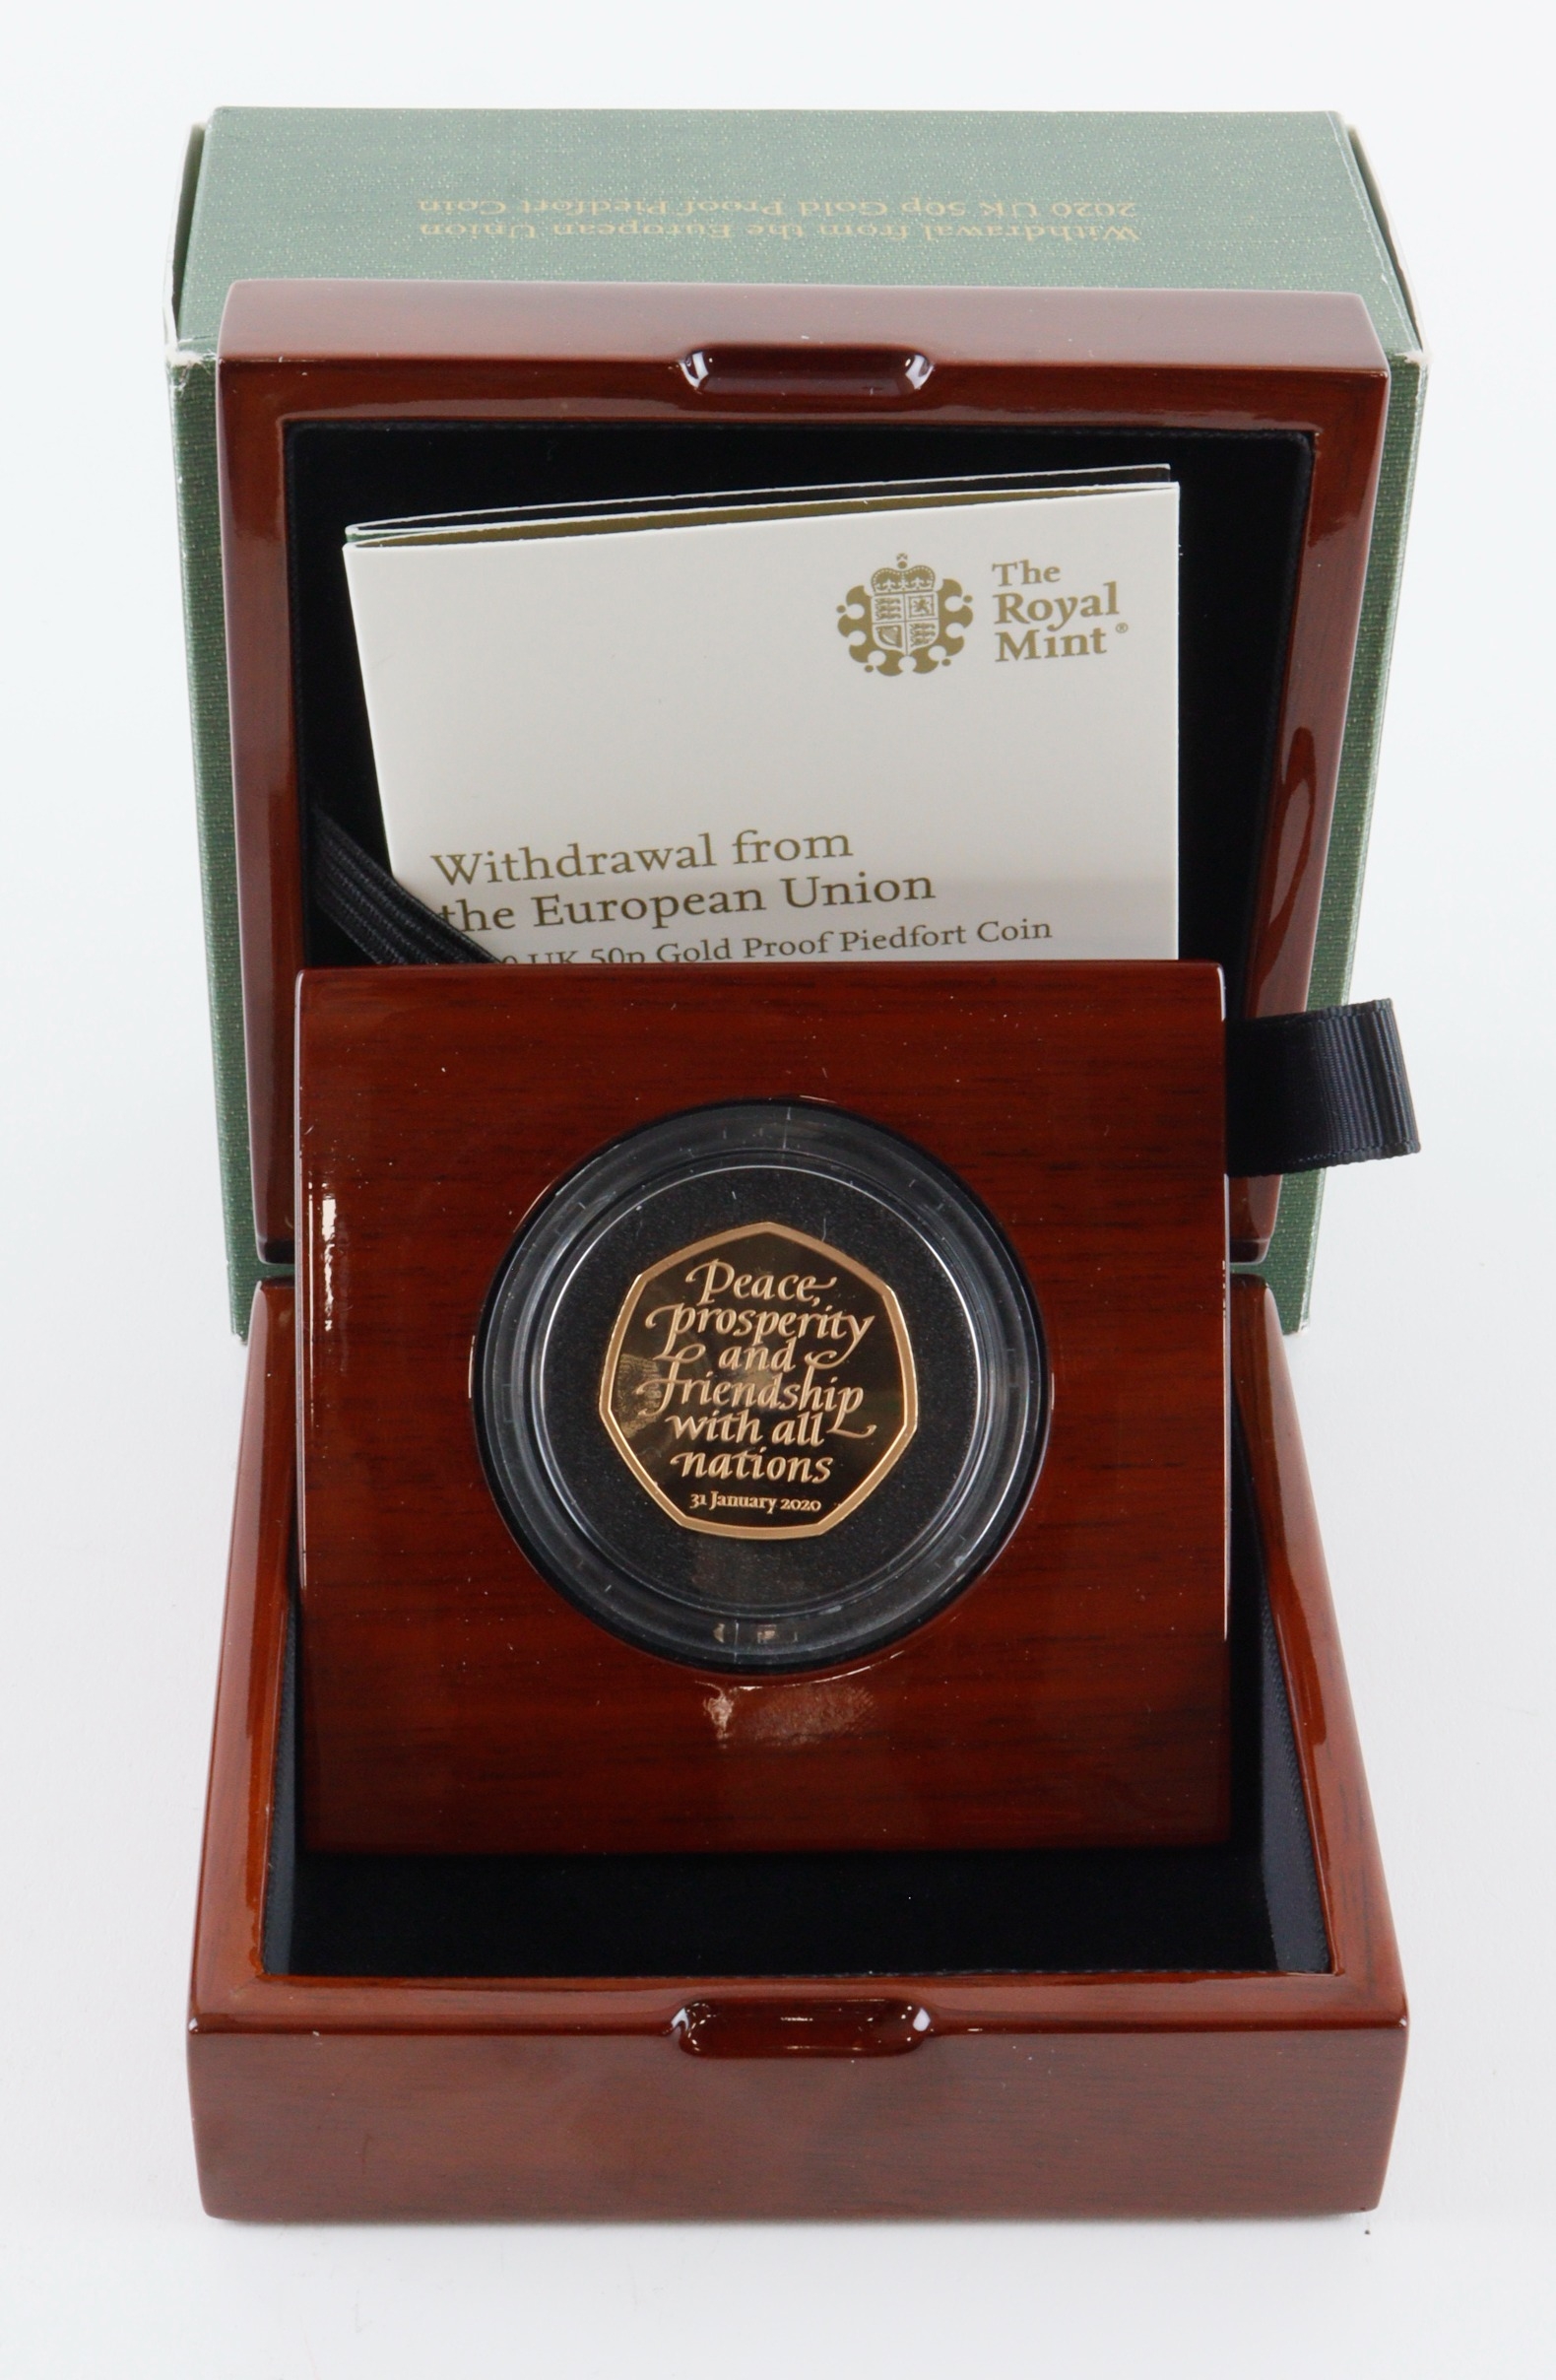 Withdrawal from the European Union
2020 UK 50p Gold Proof Piedfort Coin
The
Royal
Mint®
Withdrawal from
the European Union
0 UK 50p Gold Proof Piedfort Coin
Peace,
prosperity
and
friendship
with all
nations
31 January 2020